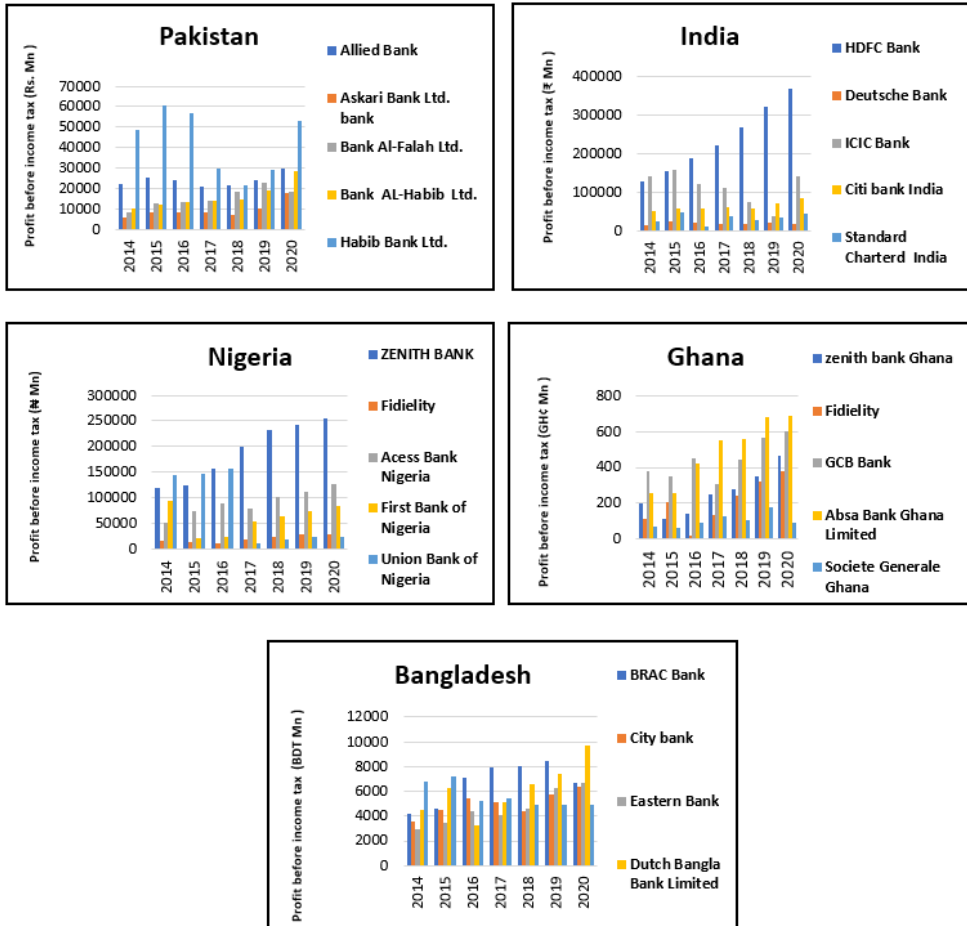 Pakistan
Profit before income tax (Rs. Mn )
70000
60000
50000
40000
30000
20000
10000
0
2014
2015
2016
2017
2018
2019
2020
Allied Bank
Askari Bank Ltd.
bank
Bank Al-Falah Ltd.
Bank AL-Habib Ltd.
Habib Bank Ltd.
India
Profit before income tax (₹ Mn )
400000
300000
200000
100000
0
2014
2015
2016
2017
2018
2019
2020
HDFC Bank
Deutsche Bank
ICIC Bank
Citi bank India
Standard
Charterd India
Nigeria
Profit before income tax (₦ Mn)
300000
250000
200000
150000
100000
50000
0
2014
2015
2016
2017
2018
2019
2020
ZENITH BANK
Fidielity
Acess Bank
Nigeria
First Bank of
Nigeria
Union Bank of
Nigeria
Ghana
Profit before income tax (GH¢ Mn )
800
600
400
200
0
2014
2015
2016
2017
2018
2019
2020
zenith bank Ghana
Fidielity
GCB Bank
Absa Bank Ghana
Limited
Societe Generale
Ghana
Bangladesh
Profit before income tax (BDT Mn )
12000
10000
8000
6000
4000
2000
0
2014
2015
2016
2017
2018
2019
2020
BRAC Bank
City bank
Eastern Bank
Dutch Bangla
Bank Limited